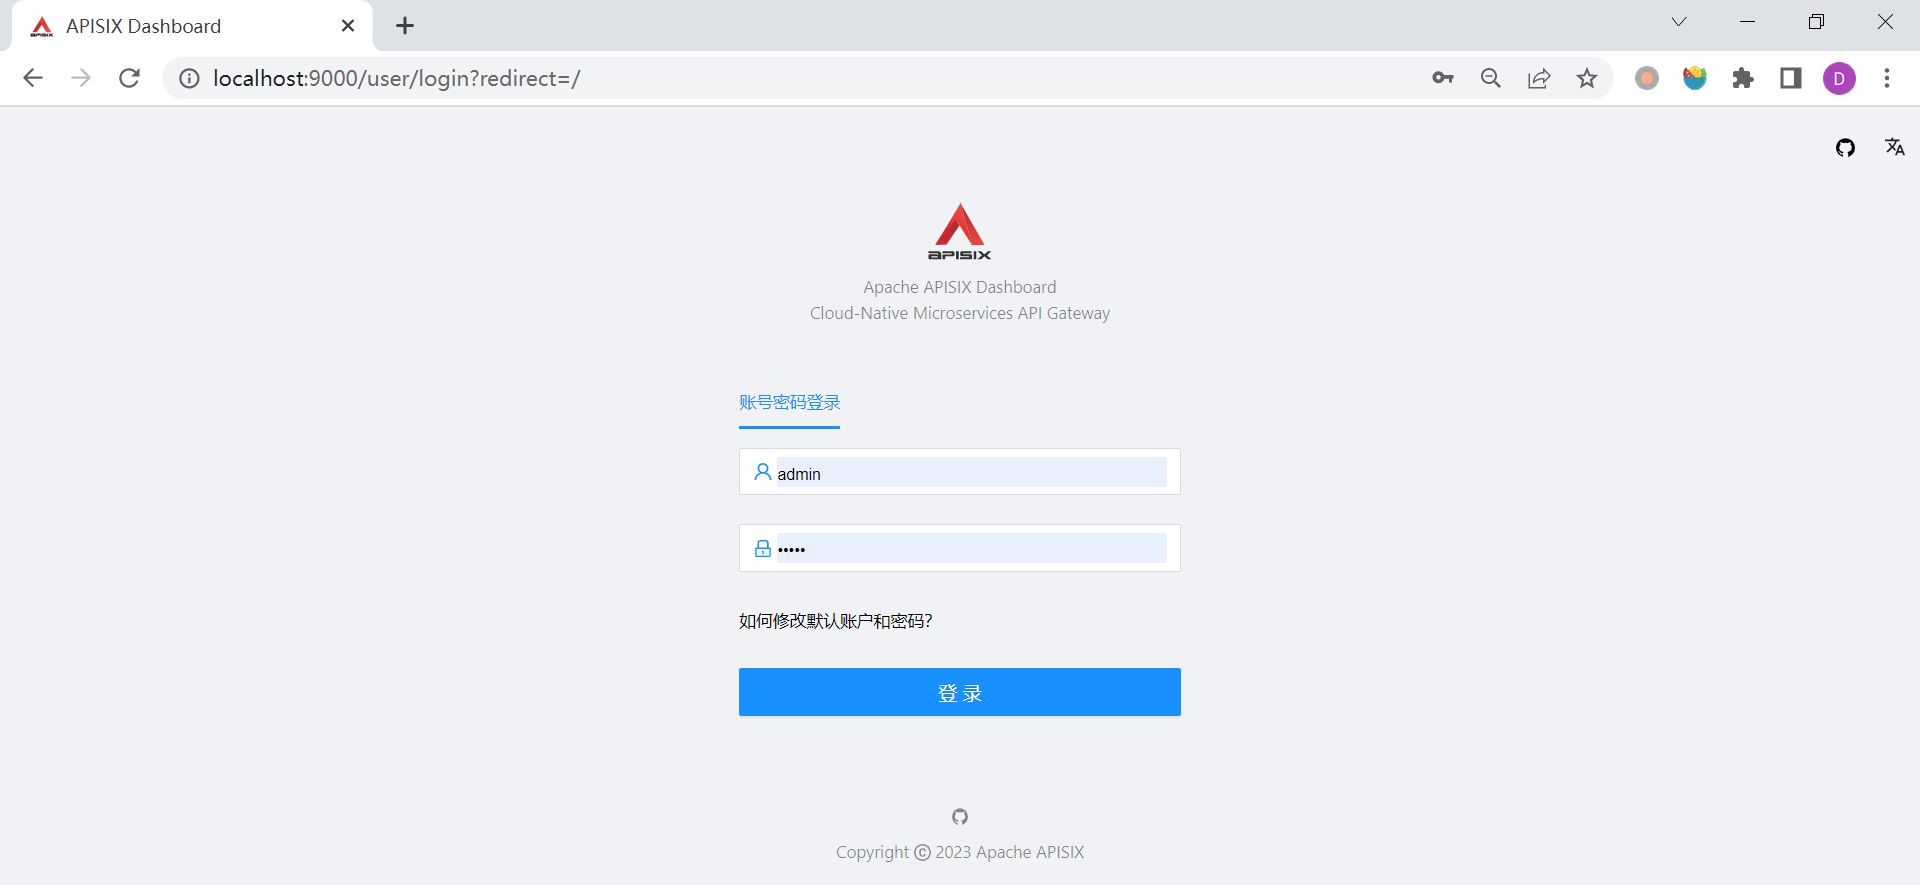 APISIX Dashboard
localhost:9000/user/login?redirect=/
D
APISIX
Apache APISIX Dashboard
Cloud-Native Microservices API Gateway
账号密码登录
admin
•••••
如何修改默认账户和密码?
登 录
Copyright © 2023 Apache APISIX